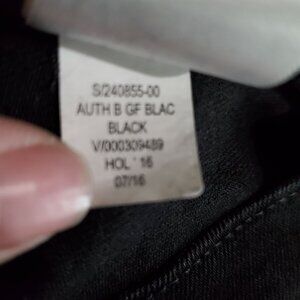 S/240855-00
AUTH B GF BLAC
BLACK
V/000309489
HOL ' 16
07/16